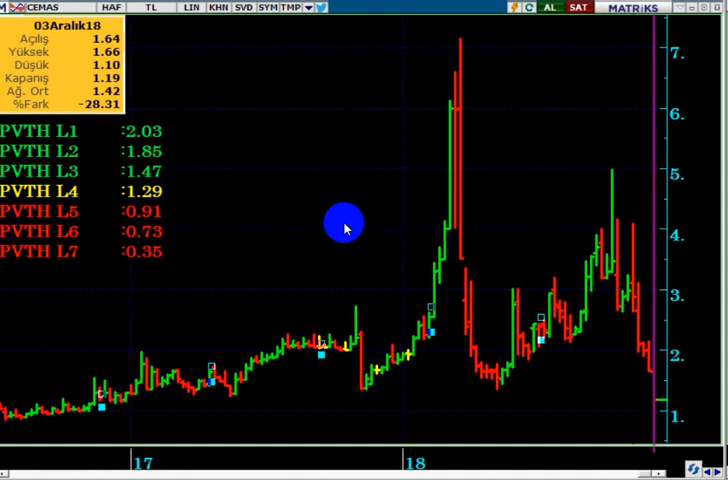 CEMAS HAF TL LIN KHN SVD SYM TMP AL SAT MATRiKS
03Aralık18
Açılış 1.64
Yüksek 1.66
Düşük 1.10
Kapanış 1.19
Ağ. Ort 1.42
%Fark -28.31
PVTH L1 :2.03
PVTH L2 :1.85
PVTH L3 :1.47
PVTH L4 :1.29
PVTH L5 :0.91
PVTH L6 :0.73
PVTH L7 :0.35
7.
6.
5.
4.
3.
2.
1.
17 18